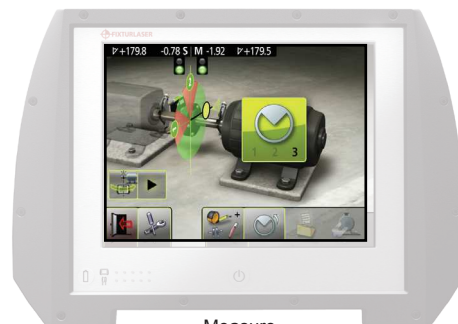 FIXTURLASER
+179.8 -0.78 S M -1.92 +179.5
1 2 3
Measure